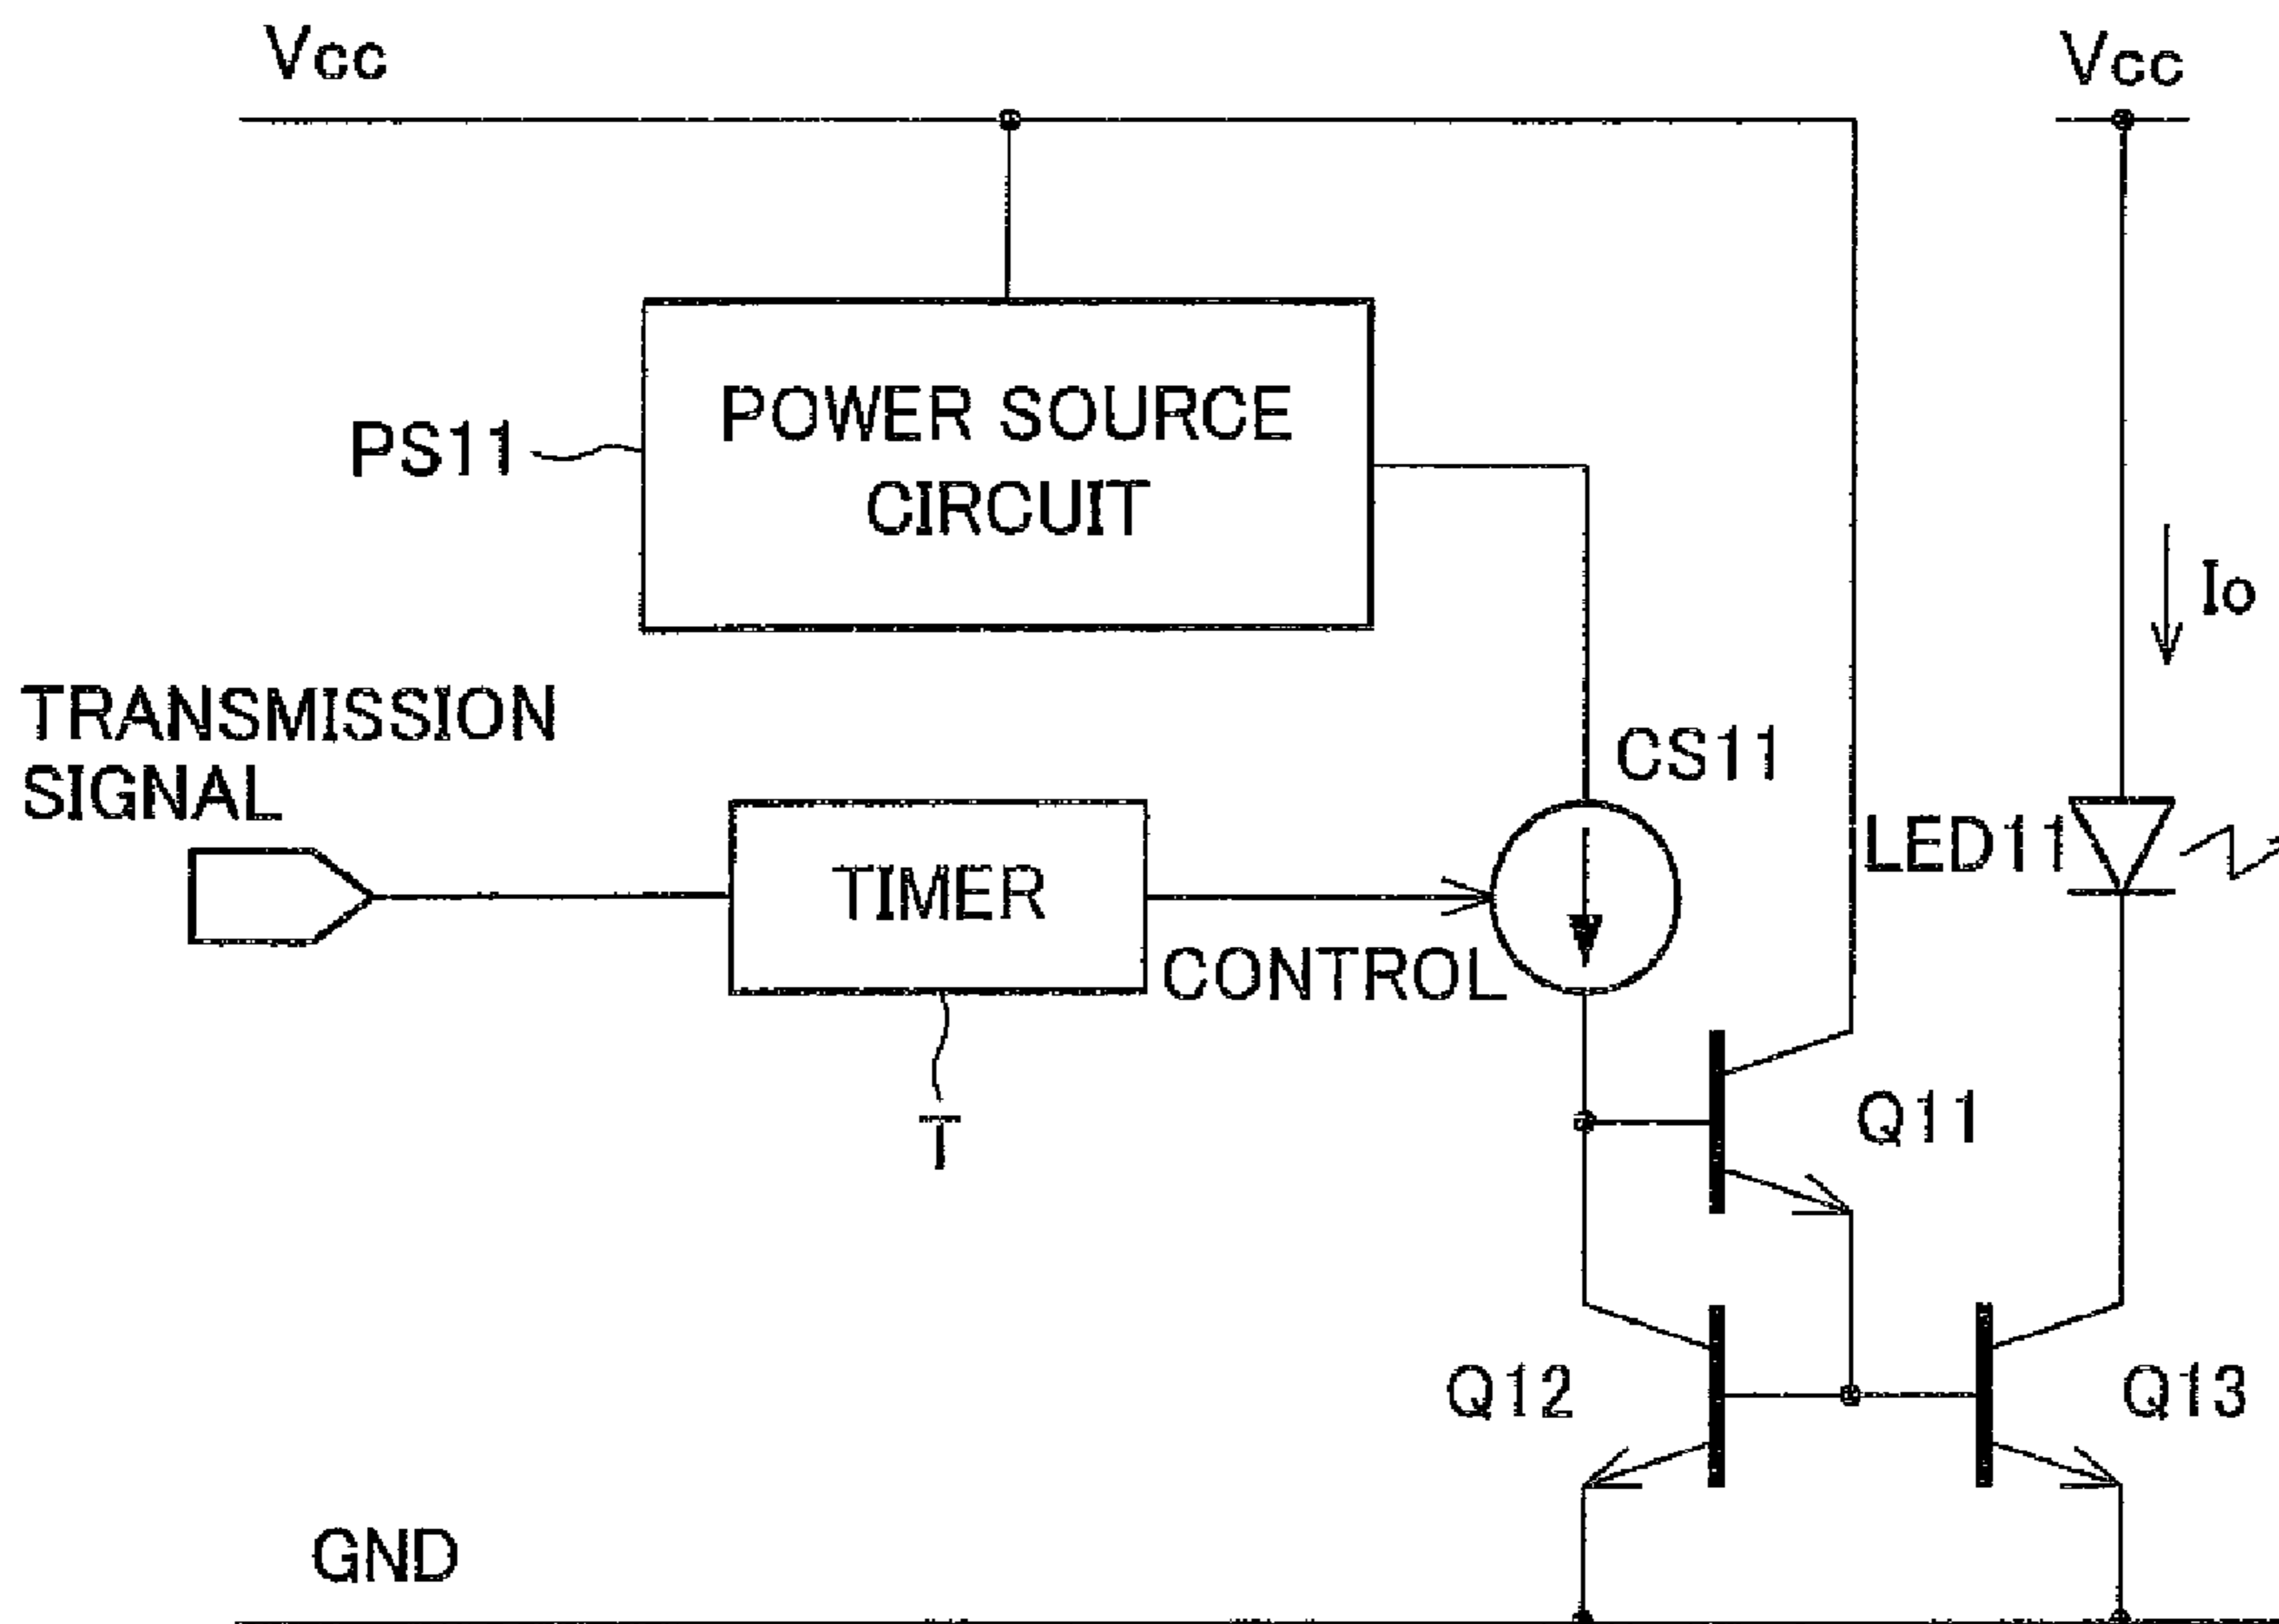 Vcc
Vcc
POWER SOURCE
CIRCUIT
PS11
Io
TRANSMISSION
SIGNAL
CS11
TIMER
LED11
CONTROL
Q11
T
Q12
Q13
GND